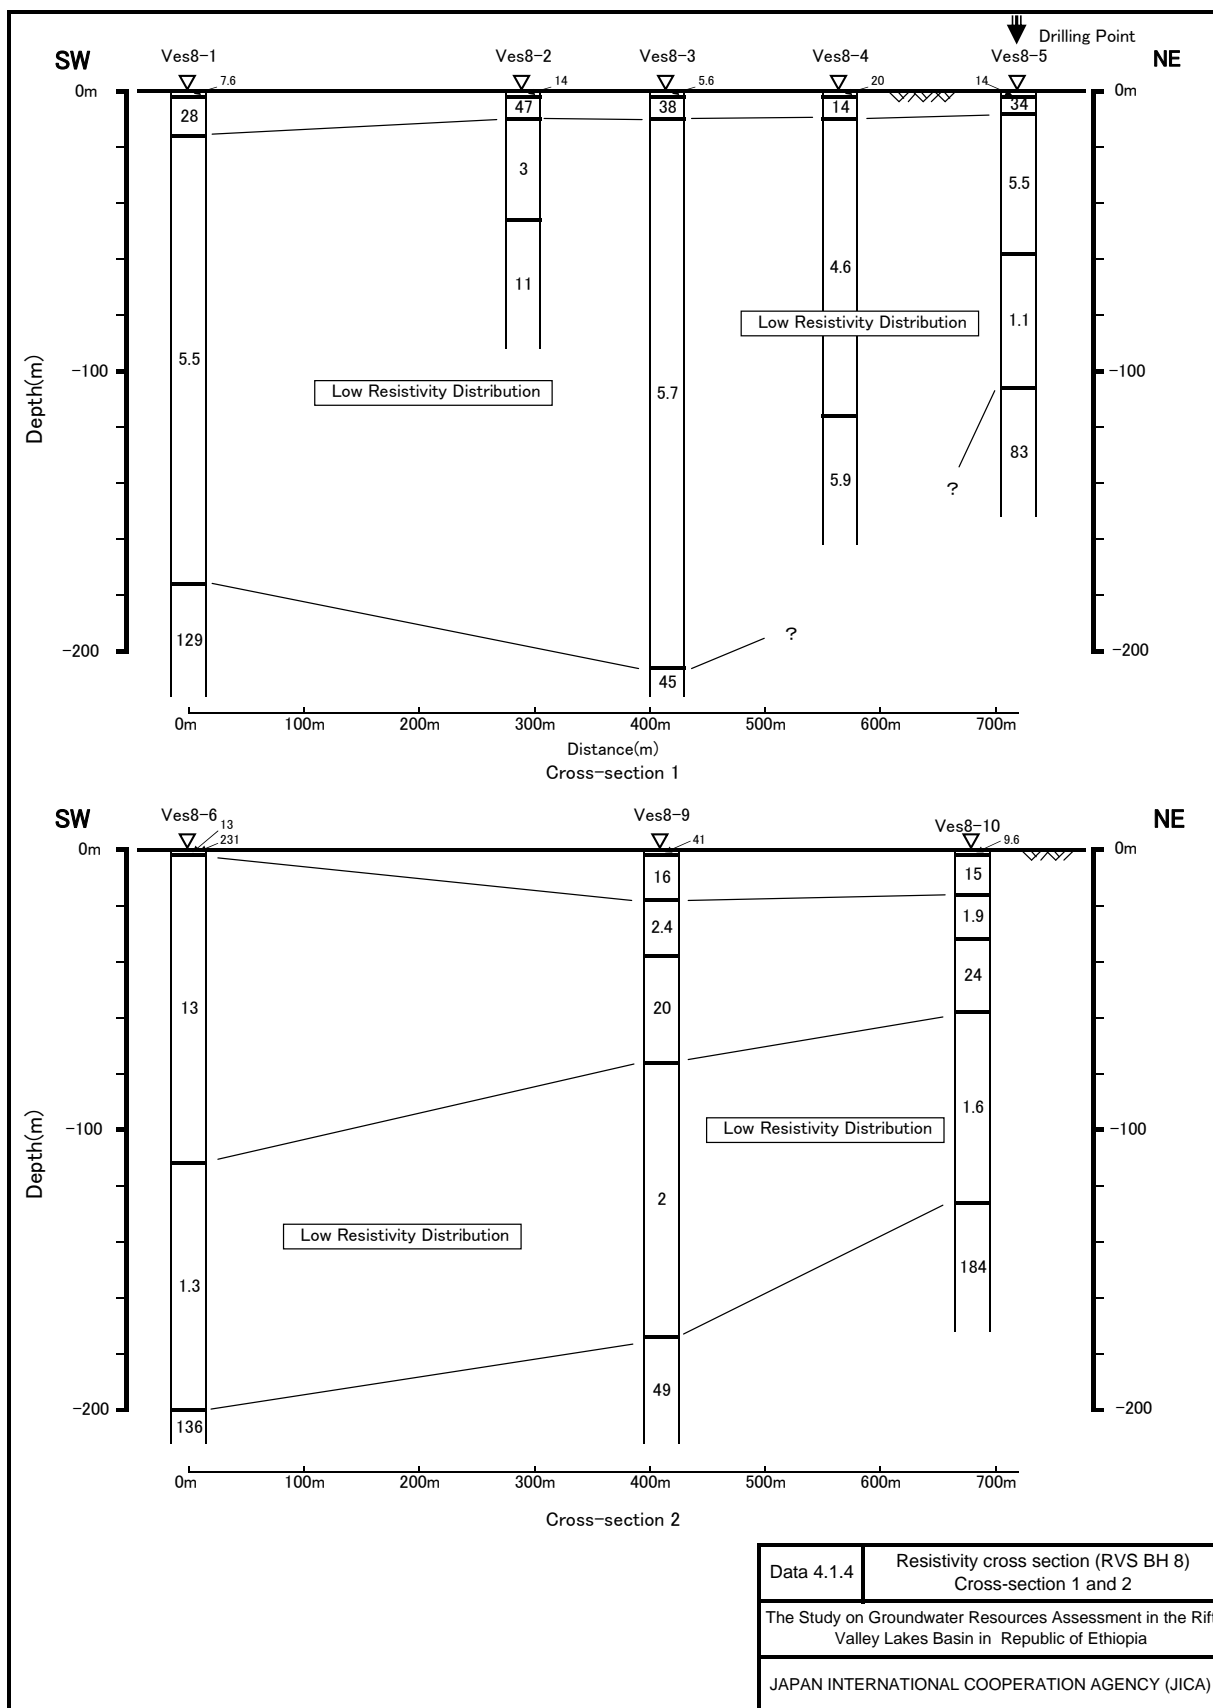 Drilling Point
SW Ves8-1 Ves8-2 Ves8-3 Ves8-4 Ves8-5 NE
7.6 14 5.6 20 14
0m 0m
28 47 38 14 34
3 5.5
4.6
11
Low Resistivity Distribution 1.1
5.5
-100 -100
Low Resistivity Distribution 5.7
Depth(m)
83
5.9
?
129 ?
-200 -200
45
0m 100m 200m 300m 400m 500m 600m 700m
Distance(m)
Cross-section 1
SW Ves8-6 Ves8-9 Ves8-10 NE
13
231 41 9.6
0m 0m
16 15
2.4 1.9
24
13 20
1.6
-100 Low Resistivity Distribution -100
Depth(m)
2
Low Resistivity Distribution
184
1.3
49
-200 -200
136
0m 100m 200m 300m 400m 500m 600m 700m
Cross-section 2
Data 4.1.4
Resistivity cross section (RVS BH 8)
Cross-section 1 and 2
The Study on Groundwater Resources Assessment in the Rift
Valley Lakes Basin in Republic of Ethiopia
JAPAN INTERNATIONAL COOPERATION AGENCY (JICA)